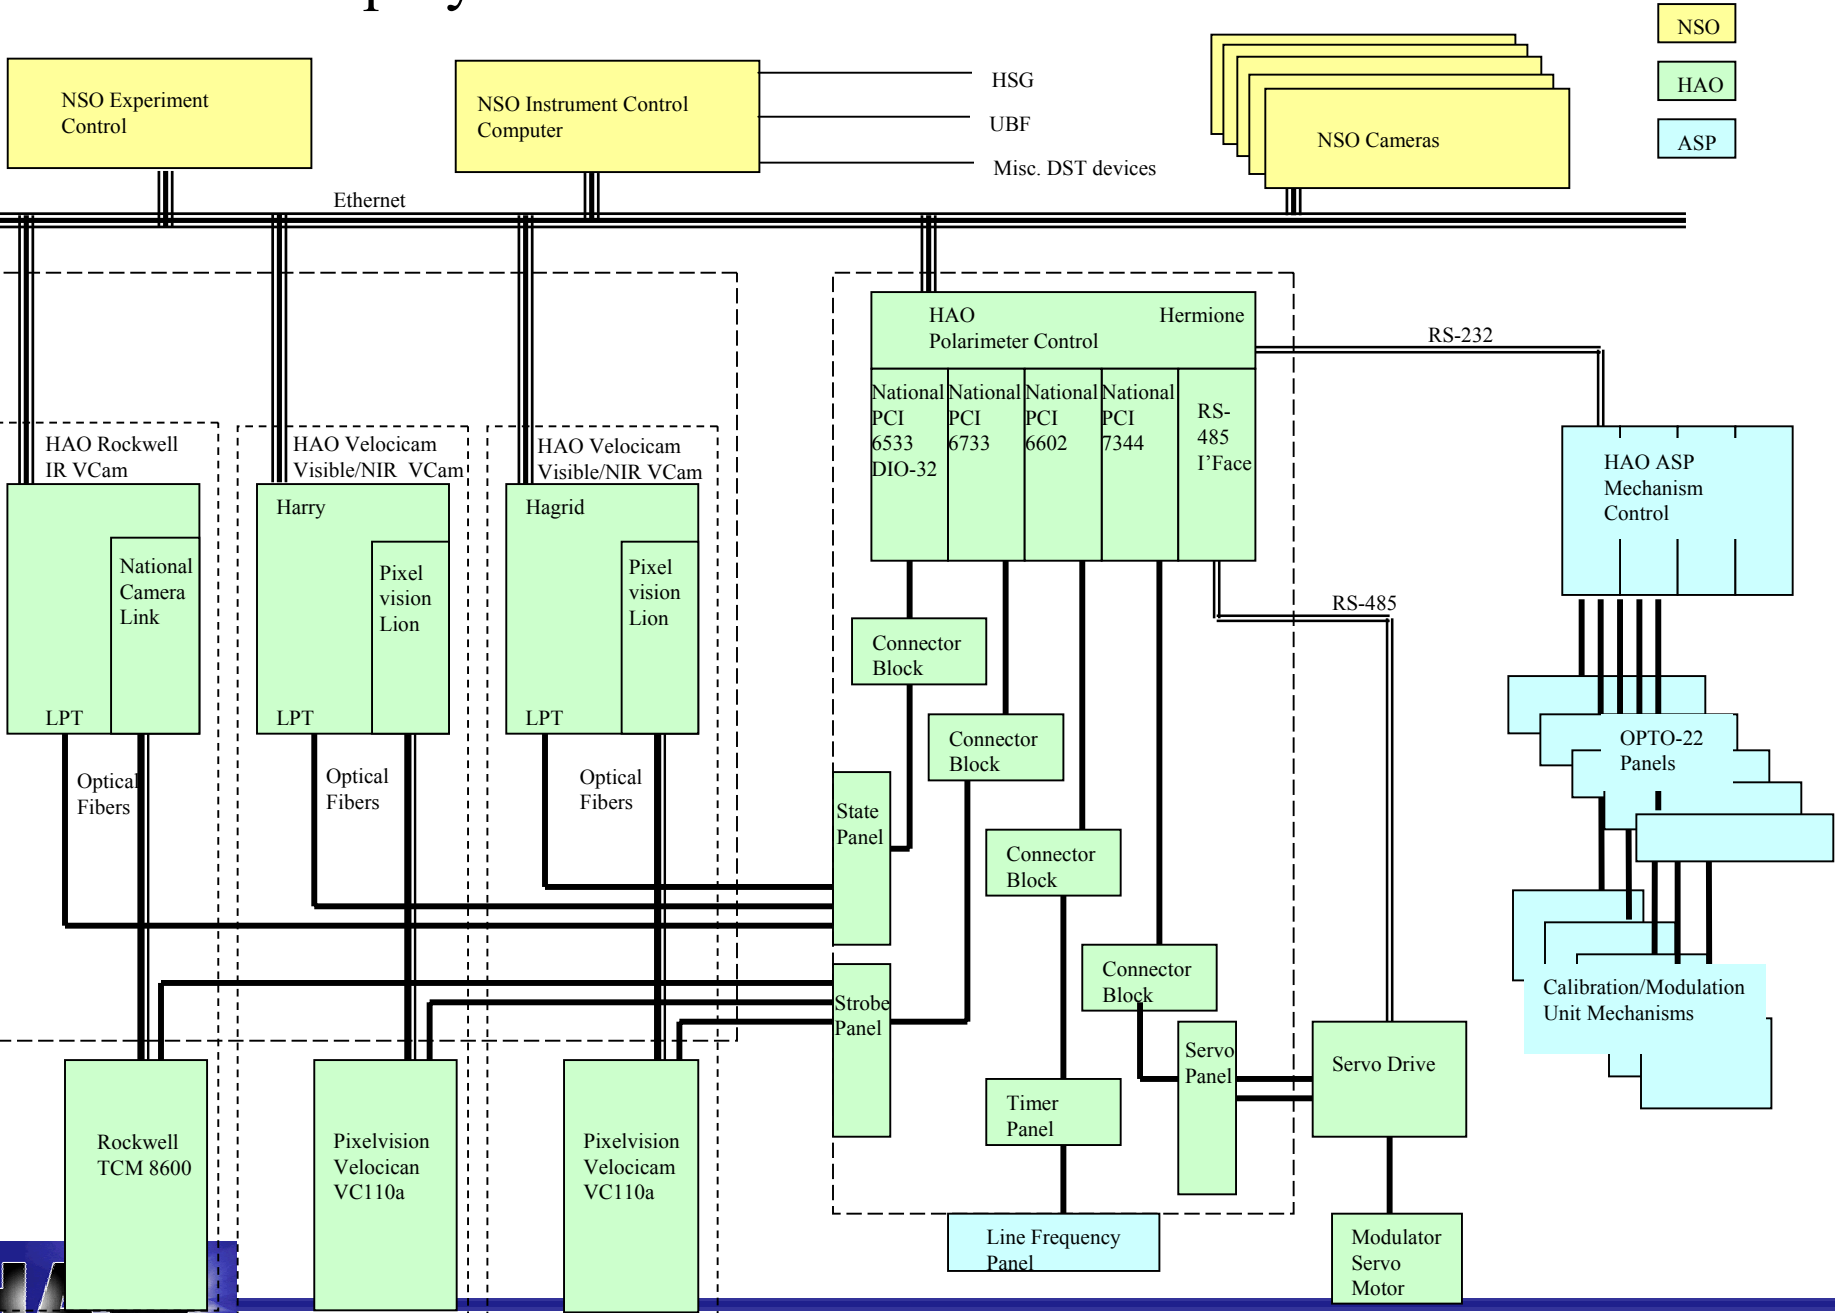 NSO
HAO
ASP
NSO Experiment
Control
NSO Instrument Control
Computer
HSG
UBF
Misc. DST devices
NSO Cameras
Ethernet
HAO
Polarimeter Control
Hermione
RS-232
National
PCI
6533
DIO-32
National
PCI
6733
National
PCI
6602
National
PCI
7344
RS-
485
I'Face
HAO Rockwell
IR VCam
HAO Velocicam
Visible/NIR VCam
HAO Velocicam
Visible/NIR VCam
HAO ASP
Mechanism
Control
Harry
Hagrid
National
Camera
Link
Pixel
vision
Lion
Pixel
vision
Lion
LPT
LPT
LPT
RS-485
Connector
Block
Connector
Block
Connector
Block
Connector
Block
OPTO-22
Panels
Optical
Fibers
Optical
Fibers
Optical
Fibers
State
Panel
Strobe
Panel
Calibration/Modulation
Unit Mechanisms
Servo
Panel
Servo Drive
Timer
Panel
Rockwell
TCM 8600
Pixelvision
Velocican
VC110a
Pixelvision
Velocicam
VC110a
Line Frequency
Panel
Modulator
Servo
Motor